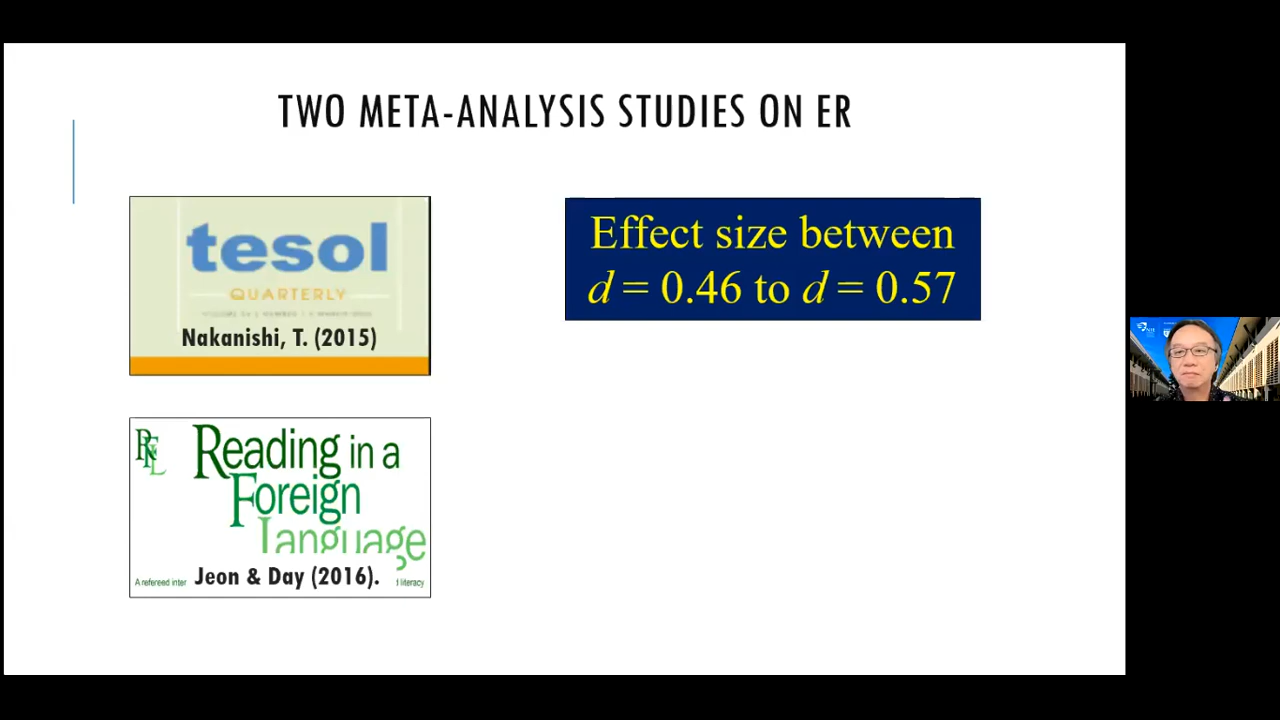 TWO META-ANALYSIS STUDIES ON ER
tesol
QUARTERLY
Nakanishi, T. (2015)
Effect size between
d = 0.46 to d = 0.57
RFL
Reading in a
Foreign
Language
A refereed inter
Jeon & Day (2016).
literacy